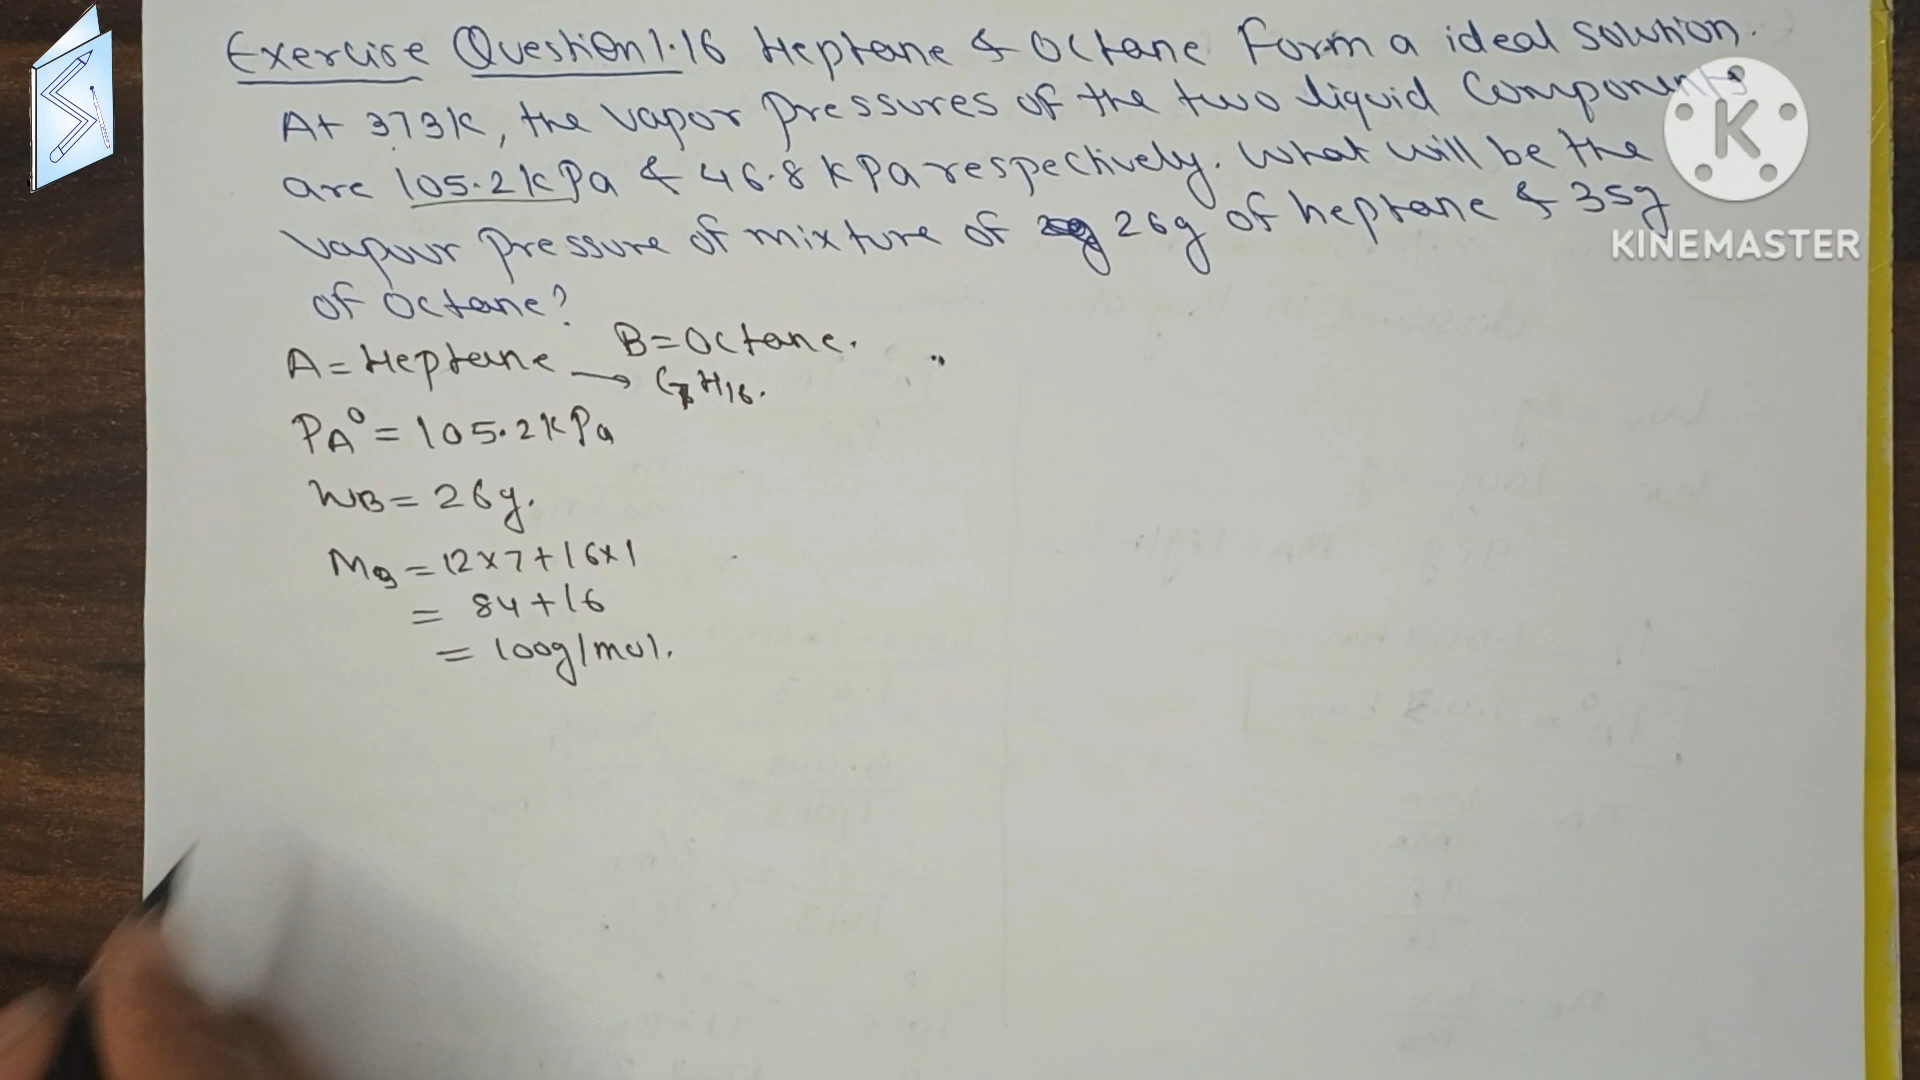 Exercise Question 1.16 Heptane & Octane Form a ideal solution.
At 373K, the vapor pressures of the two liquid Components
are 105.2 kPa & 46.8 kPa respectively. What will be the
vapour pressure of mixture of 26g of heptane & 35g
of Octane?
A = Heptane → C7H16.
B = Octane.
PA° = 105.2 kPa
WB = 26g.
MB = 12×7+16×1
= 84+16
= 100g/mol.
K
KINEMASTER